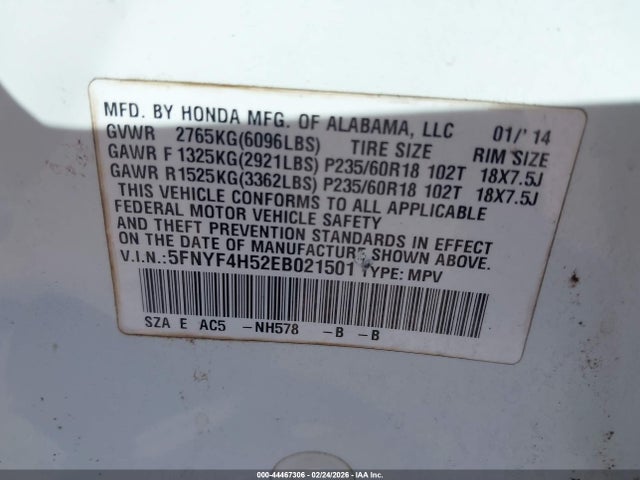 MFD. BY HONDA MFG. OF ALABAMA, LLC 01/'14
GVWR 2765KG(6096LBS) TIRE SIZE RIM SIZE
GAWR F 1325KG(2921LBS) P235/60R18 102T 18X7.5J
GAWR R1525KG(3362LBS) P235/60R18 102T 18X7.5J
THIS VEHICLE CONFORMS TO ALL APPLICABLE
FEDERAL MOTOR VEHICLE SAFETY
AND THEFT PREVENTION STANDARDS IN EFFECT
ON THE DATE OF MANUFACTURE SHOWN ABOVE.
V.I.N.:5FNYF4H52EB021501 TYPE: MPV
SZA E AC5 -NH578 -B -B
000-44467306 - 02/24/2026 - IAA Inc.